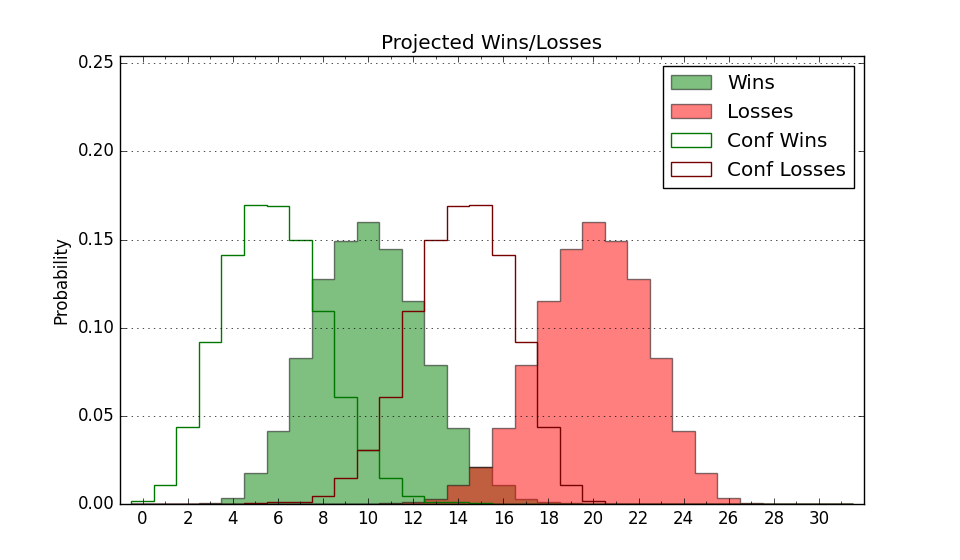 Projected Wins/Losses
0.25
0.20
0.15
0.10
0.05
0.00
Probability
Wins
Losses
Conf Wins
Conf Losses
0 2 4 6 8 10 12 14 16 18 20 22 24 26 28 30